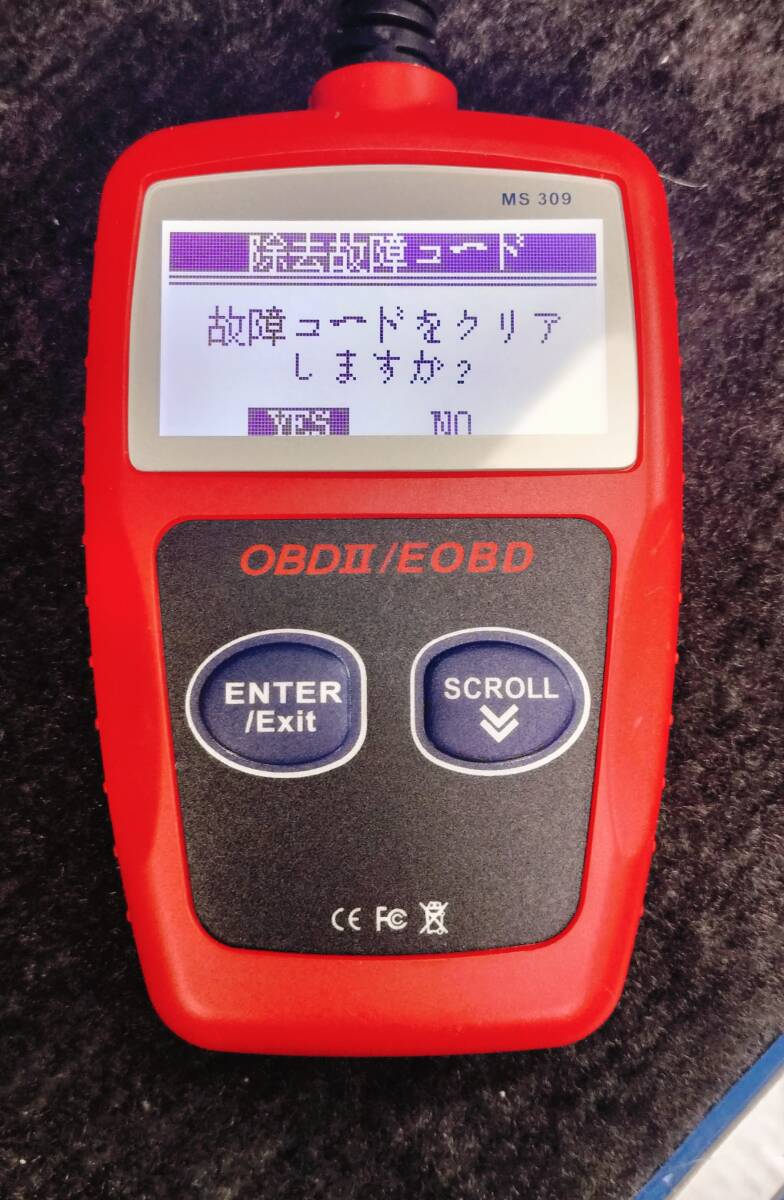 MS 309
除去故障コード
故障コードをクリア
しますか?
YES NO
OBDII/EOBD
ENTER
/Exit
SCROLL
CE FC